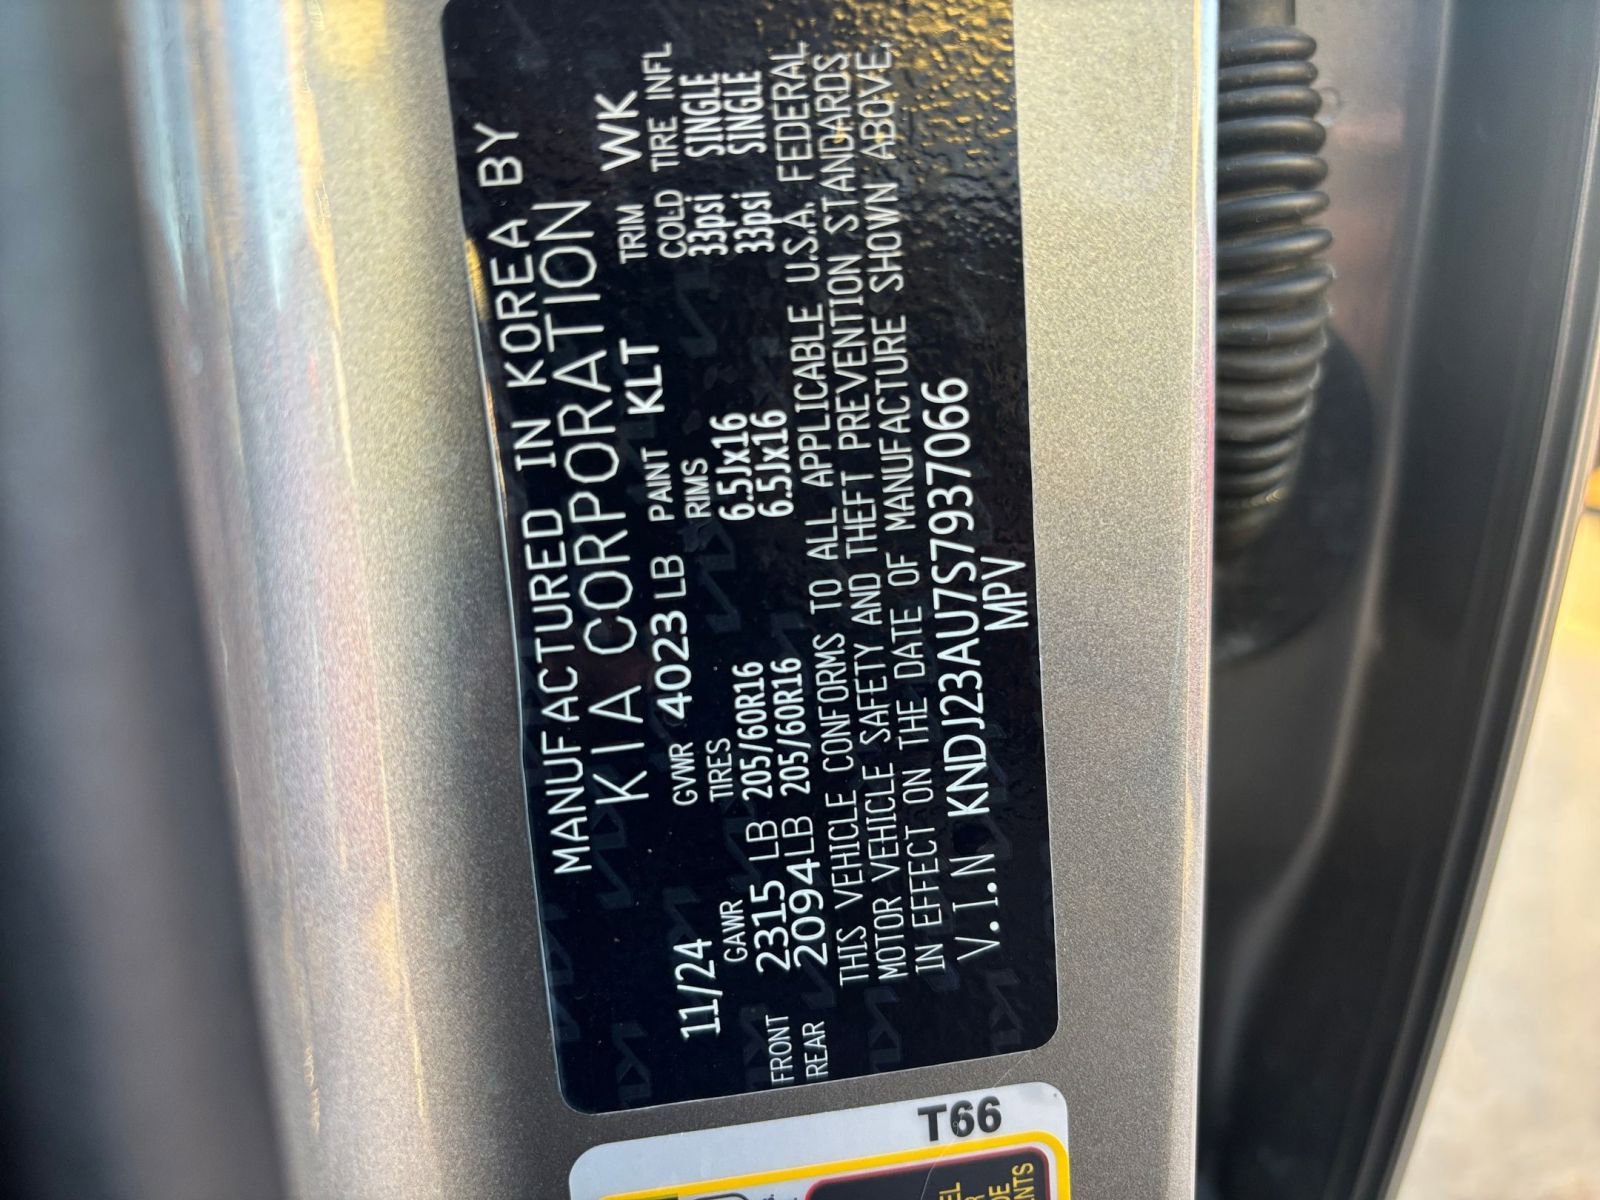 MANUFACTURED IN KOREA BY
KIA CORPORATION
11/24 GVWR 4023 LB PAINT KLT TRIM WK
GAWR TIRES RIMS COLD TIRE INFL
FRONT 2315 LB 205/60R16 6.5Jx16 33psi SINGLE
REAR 2094LB 205/60R16 6.5Jx16 33psi SINGLE
THIS VEHICLE CONFORMS TO ALL APPLICABLE U.S.A. FEDERAL
MOTOR VEHICLE SAFETY AND THEFT PREVENTION STANDARDS
IN EFFECT ON THE DATE OF MANUFACTURE SHOWN ABOVE.
V.I.N KNDJ23AU7S7937066
MPV
T66